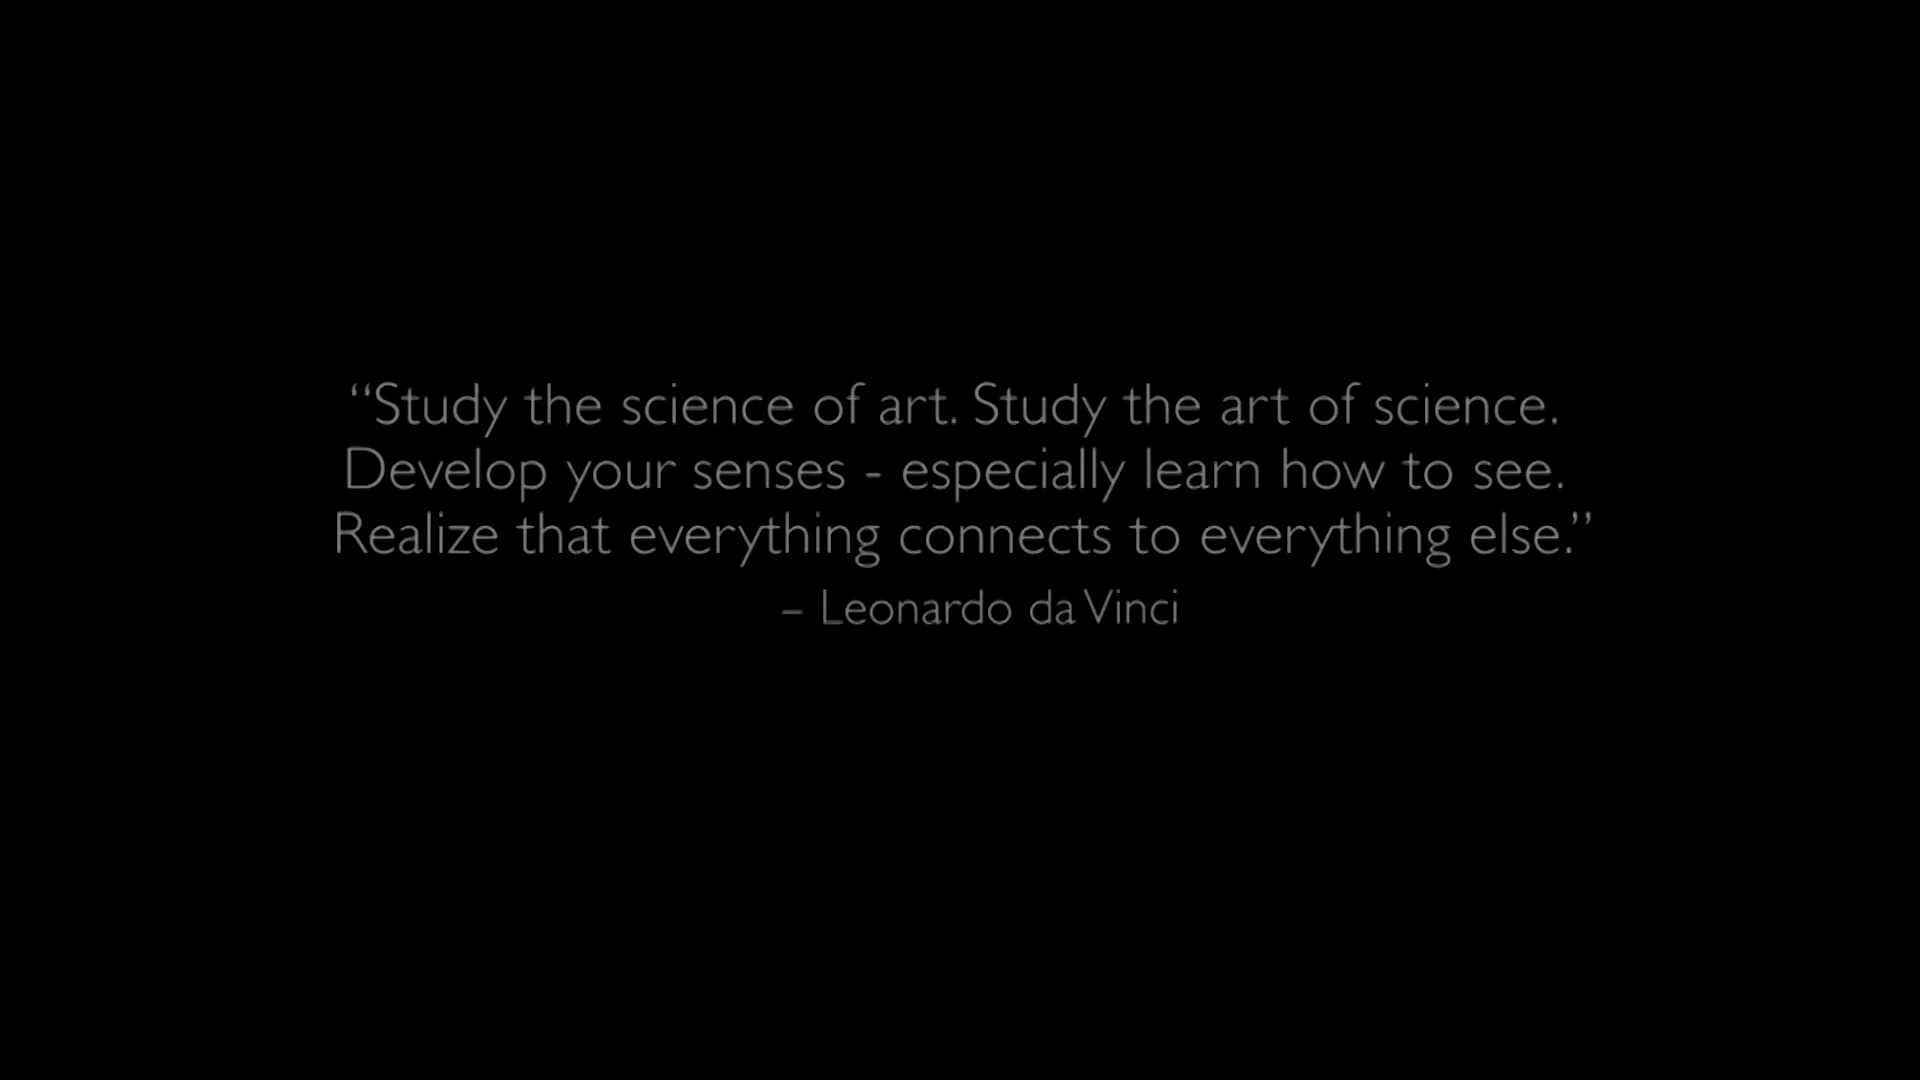 “Study the science of art. Study the art of science.
Develop your senses - especially learn how to see.
Realize that everything connects to everything else.”
– Leonardo da Vinci